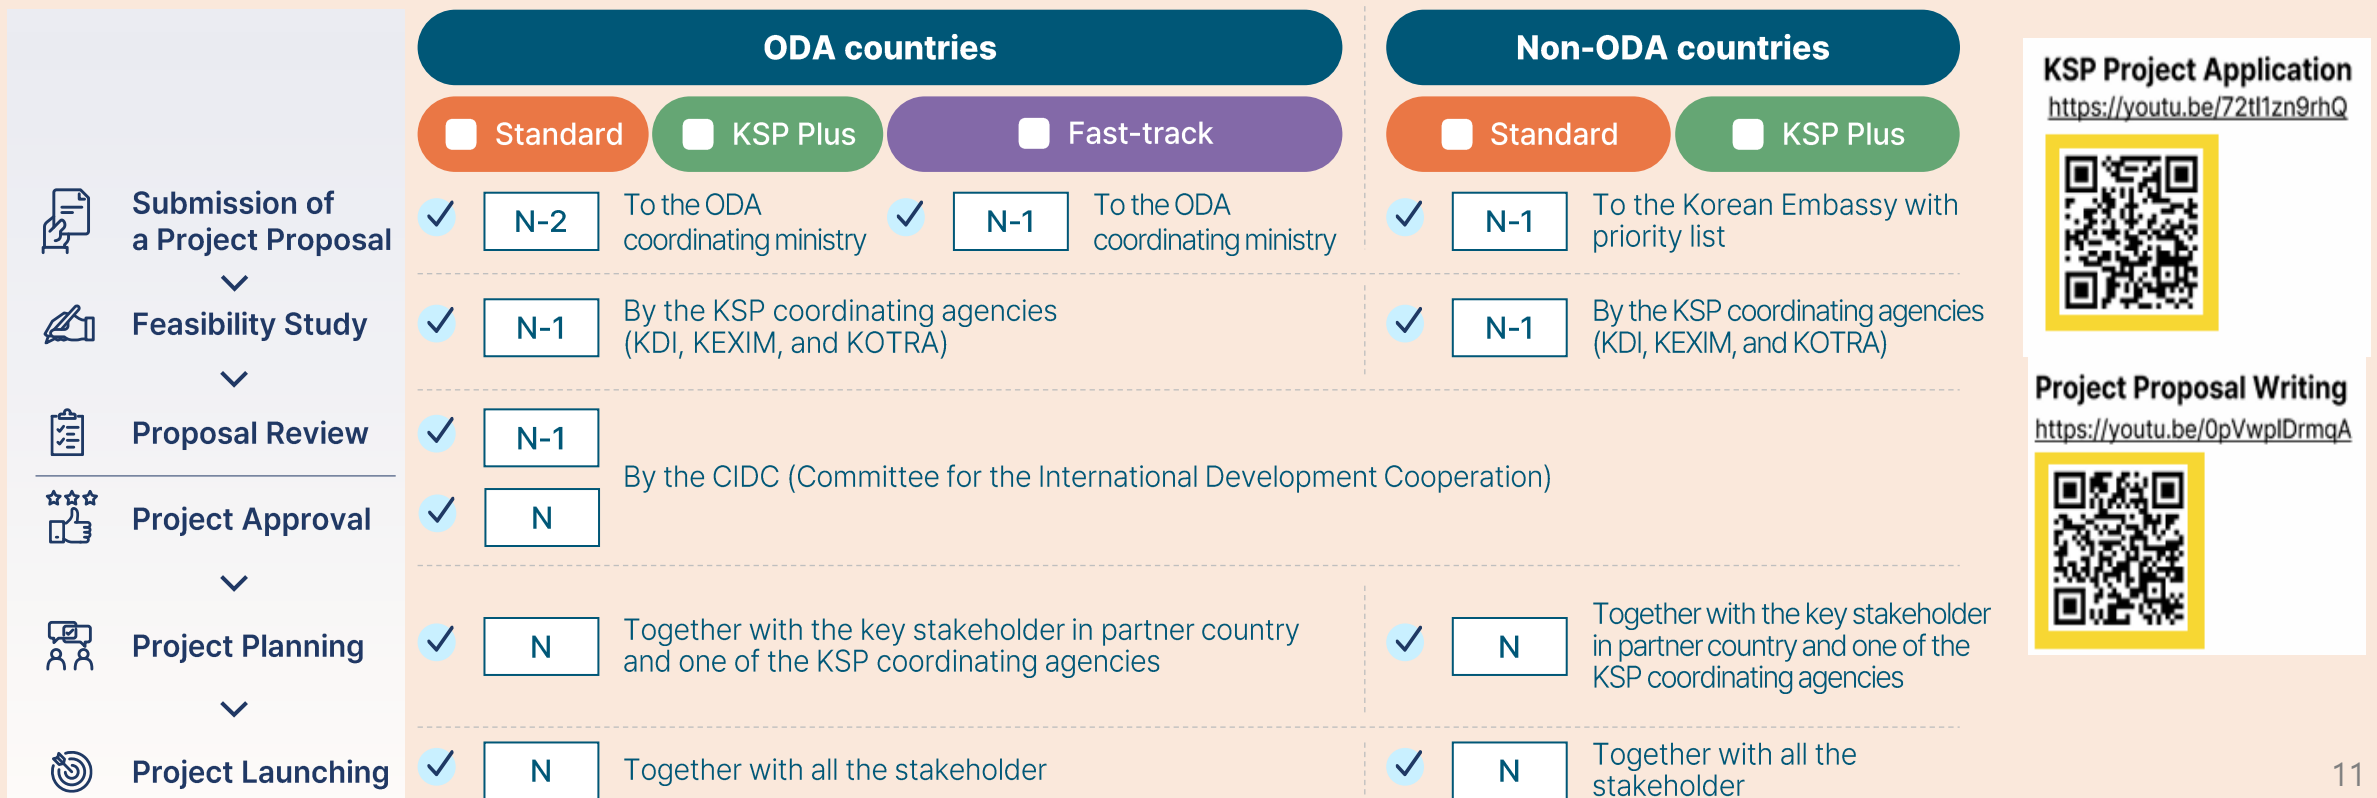 ODA countries
Non-ODA countries
Standard
KSP Plus
Fast-track
Standard
KSP Plus
Submission of
a Project Proposal
N-2
To the ODA
coordinating ministry
N-1
To the ODA
coordinating ministry
N-1
To the Korean Embassy with
priority list
Feasibility Study
N-1
By the KSP coordinating agencies
(KDI, KEXIM, and KOTRA)
N-1
By the KSP coordinating agencies
(KDI, KEXIM, and KOTRA)
Proposal Review
N-1
Project Approval
N
By the CIDC (Committee for the International Development Cooperation)
Project Planning
N
Together with the key stakeholder in partner country
and one of the KSP coordinating agencies
N
Together with the key stakeholder
in partner country and one of the
KSP coordinating agencies
Project Launching
N
Together with all the stakeholder
N
Together with all the
stakeholder
KSP Project Application
https://youtu.be/72tl1zn9rhQ
Project Proposal Writing
https://youtu.be/0pVwplDrmqA
11